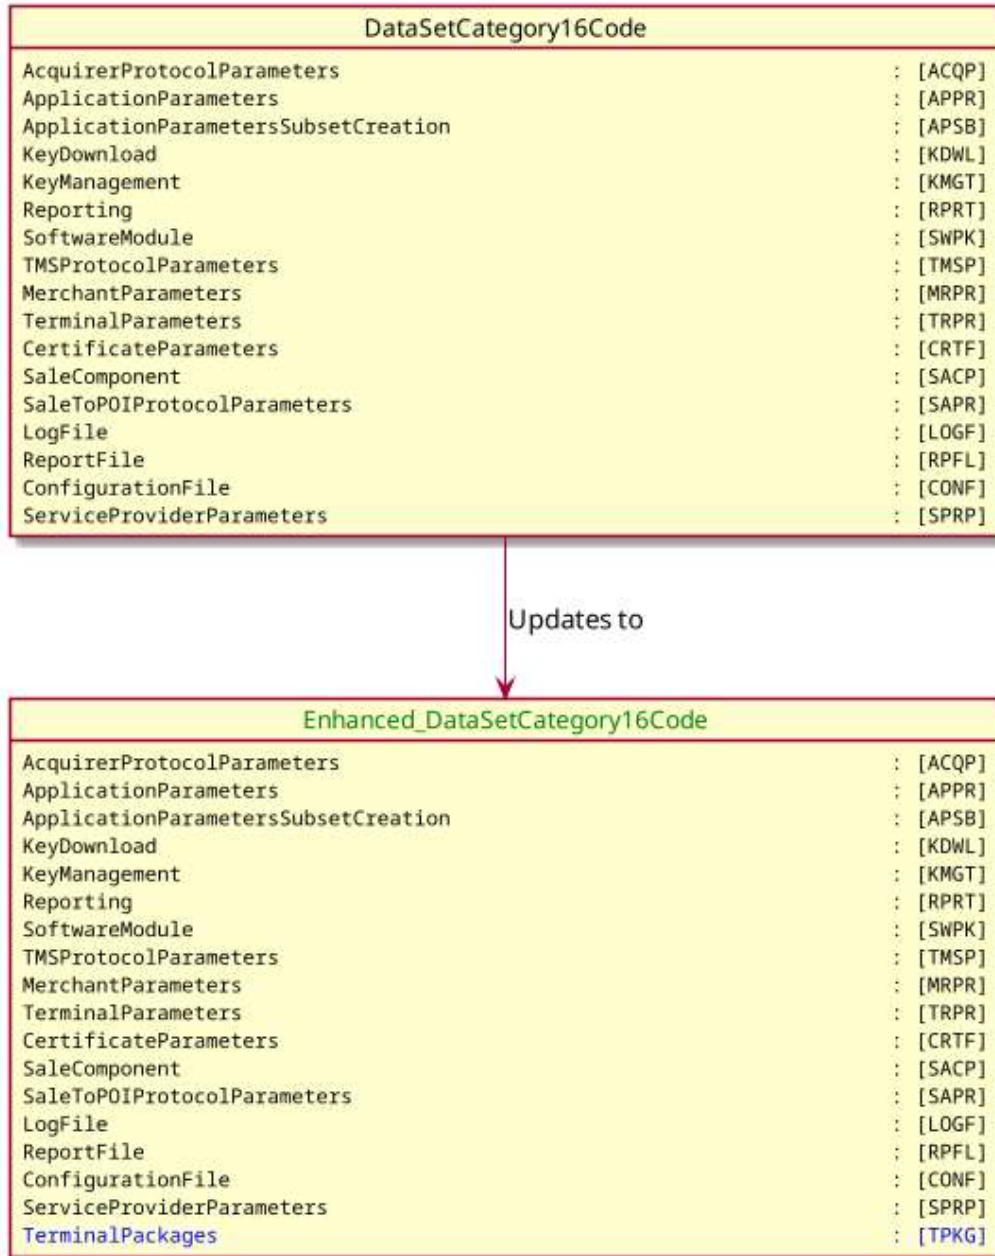 DataSetCategory16Code
AcquirerProtocolParameters : [ACQP]
ApplicationParameters : [APPR]
ApplicationParametersSubsetCreation : [APSB]
KeyDownload : [KDWL]
KeyManagement : [KMGT]
Reporting : [RPRT]
SoftwareModule : [SWPK]
TMSProtocolParameters : [TMSP]
MerchantParameters : [MRPR]
TerminalParameters : [TRPR]
CertificateParameters : [CRTF]
SaleComponent : [SACP]
SaleToPOIProtocolParameters : [SAPR]
LogFile : [LOGF]
ReportFile : [RPFL]
ConfigurationFile : [CONF]
ServiceProviderParameters : [SPRP]
Updates to
Enhanced_DataSetCategory16Code
AcquirerProtocolParameters : [ACQP]
ApplicationParameters : [APPR]
ApplicationParametersSubsetCreation : [APSB]
KeyDownload : [KDWL]
KeyManagement : [KMGT]
Reporting : [RPRT]
SoftwareModule : [SWPK]
TMSProtocolParameters : [TMSP]
MerchantParameters : [MRPR]
TerminalParameters : [TRPR]
CertificateParameters : [CRTF]
SaleComponent : [SACP]
SaleToPOIProtocolParameters : [SAPR]
LogFile : [LOGF]
ReportFile : [RPFL]
ConfigurationFile : [CONF]
ServiceProviderParameters : [SPRP]
TerminalPackages : [TPKG]